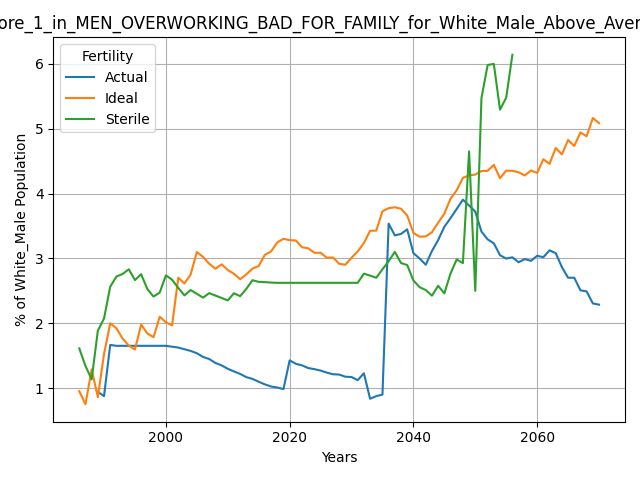 ore_1_in_MEN_OVERWORKING_BAD_FOR_FAMILY_for_White_Male_Above_Aver
Fertility
Actual
Ideal
Sterile
% of White_Male Population
6
5
4
3
2
1
2000 2020 2040 2060
Years